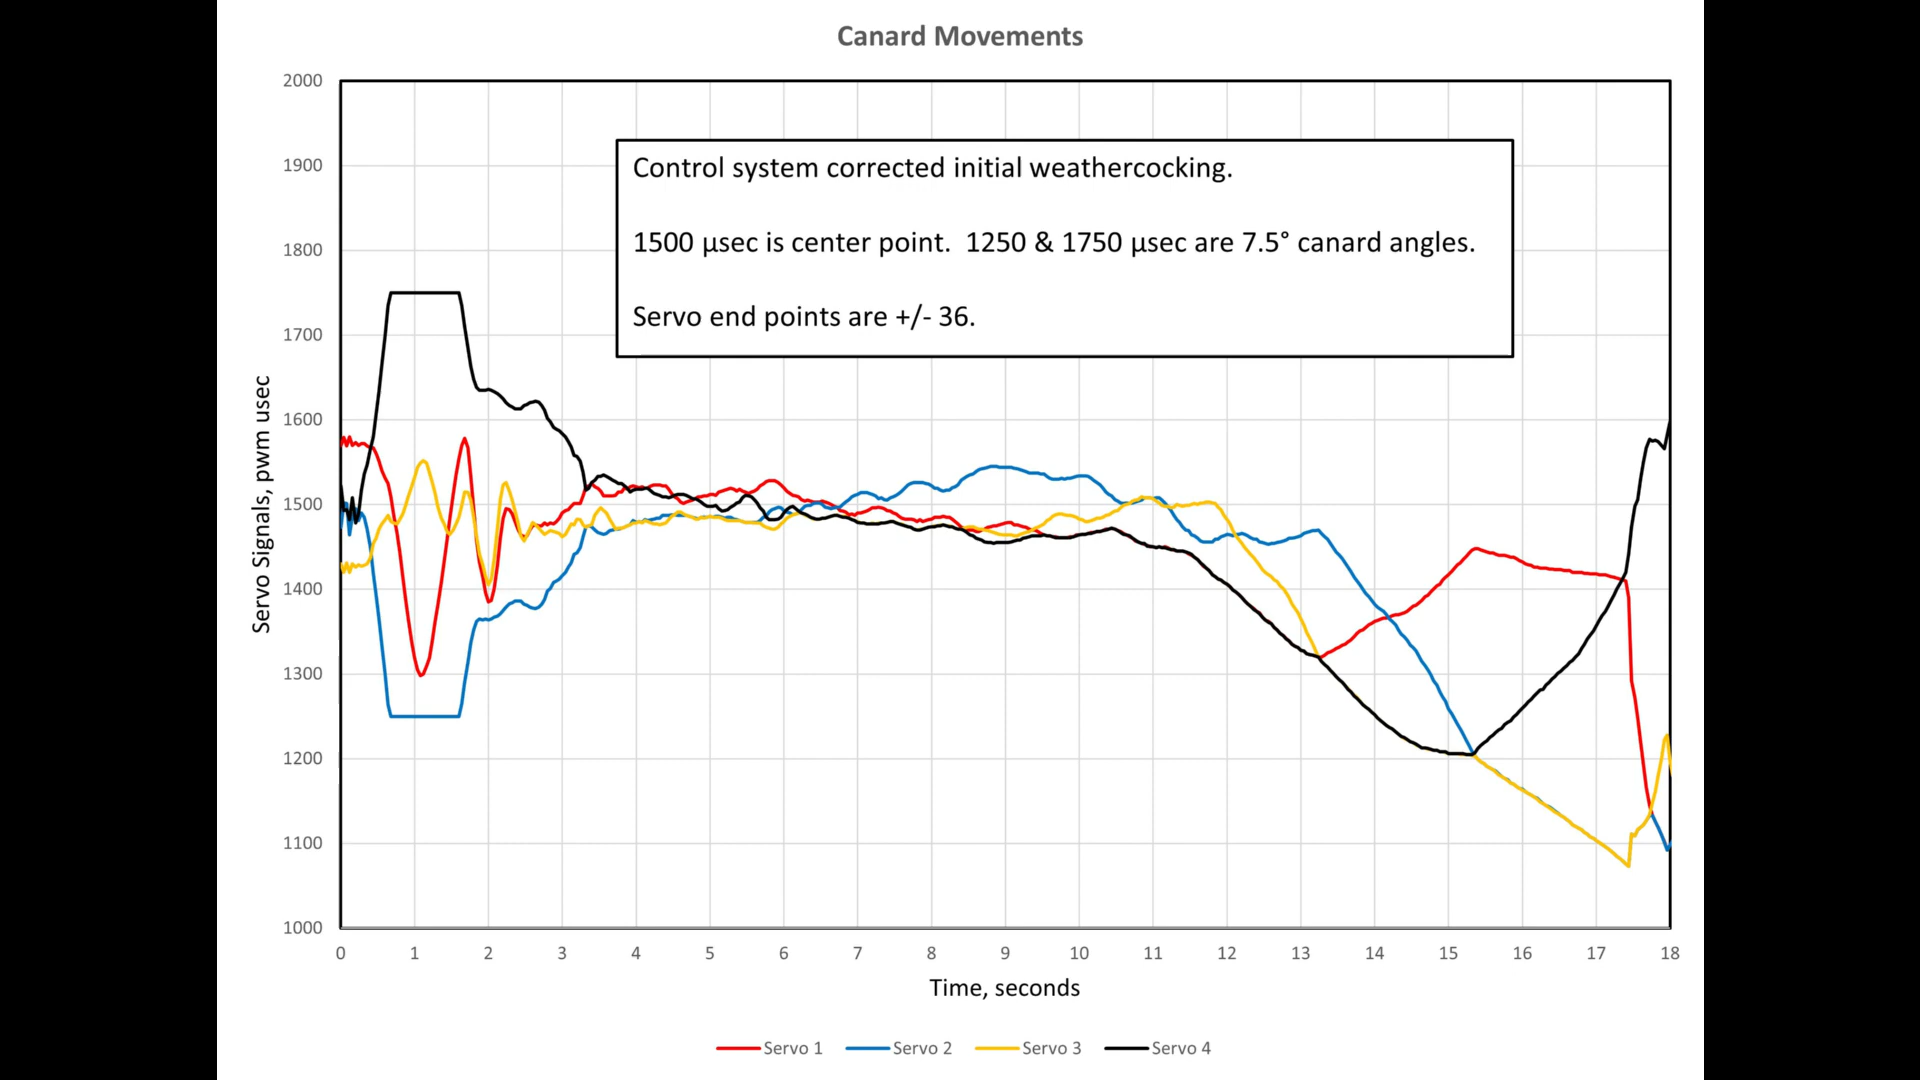 Canard Movements
2000
1900
1800
1700
1600
1500
1400
1300
1200
1100
1000
Servo Signals, pwm usec
Control system corrected initial weathercocking.
1500 µsec is center point.  1250 & 1750 µsec are 7.5° canard angles.
Servo end points are +/- 36.
0 1 2 3 4 5 6 7 8 9 10 11 12 13 14 15 16 17 18
Time, seconds
Servo 1 Servo 2 Servo 3 Servo 4